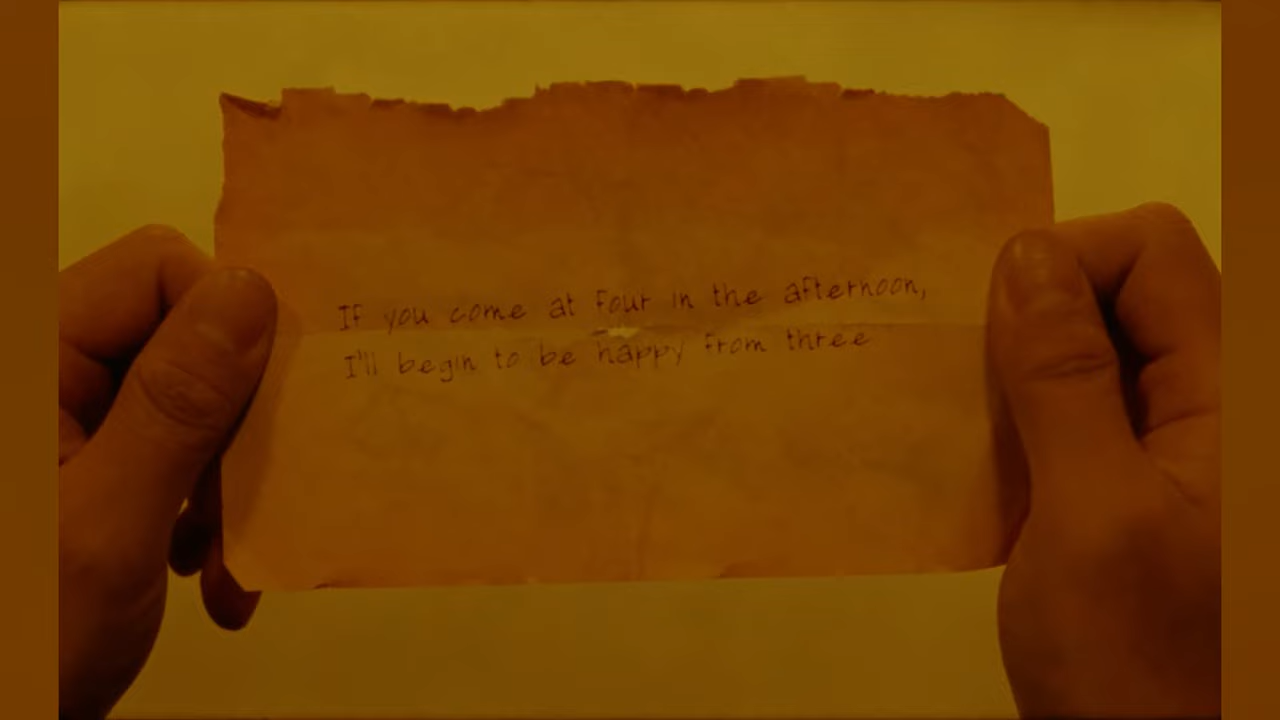 If you come at four in the afternoon,
I'll begin to be happy from three